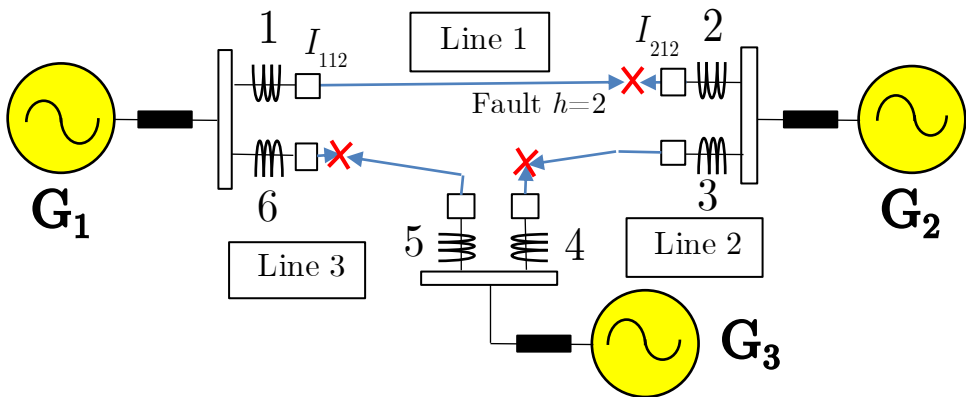 1
I₁₁₂
Line 1
I₂₁₂
2
Fault h=2
G₁
6
5
4
3
G₂
Line 3
Line 2
G₃